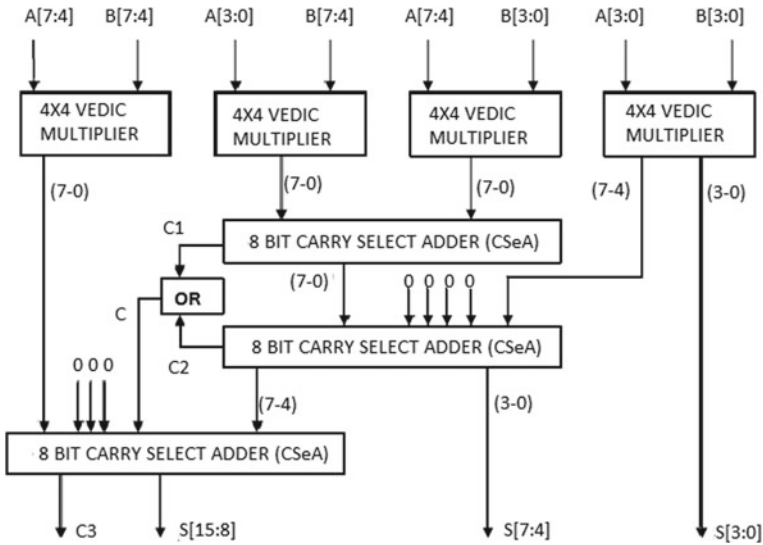 A[7:4] B[7:4] A[3:0] B[7:4] A[7:4] B[3:0] A[3:0] B[3:0]
4X4 VEDIC
MULTIPLIER
4X4 VEDIC
MULTIPLIER
4X4 VEDIC
MULTIPLIER
4X4 VEDIC
MULTIPLIER
(7-0)
(7-0)
(7-0)
(7-4)
(3-0)
C1
8 BIT CARRY SELECT ADDER (CSeA)
(7-0)
0 0 0 0
OR
C
C2
8 BIT CARRY SELECT ADDER (CSeA)
0 0 0
(7-4)
(3-0)
8 BIT CARRY SELECT ADDER (CSeA)
C3
S[15:8]
S[7:4]
S[3:0]